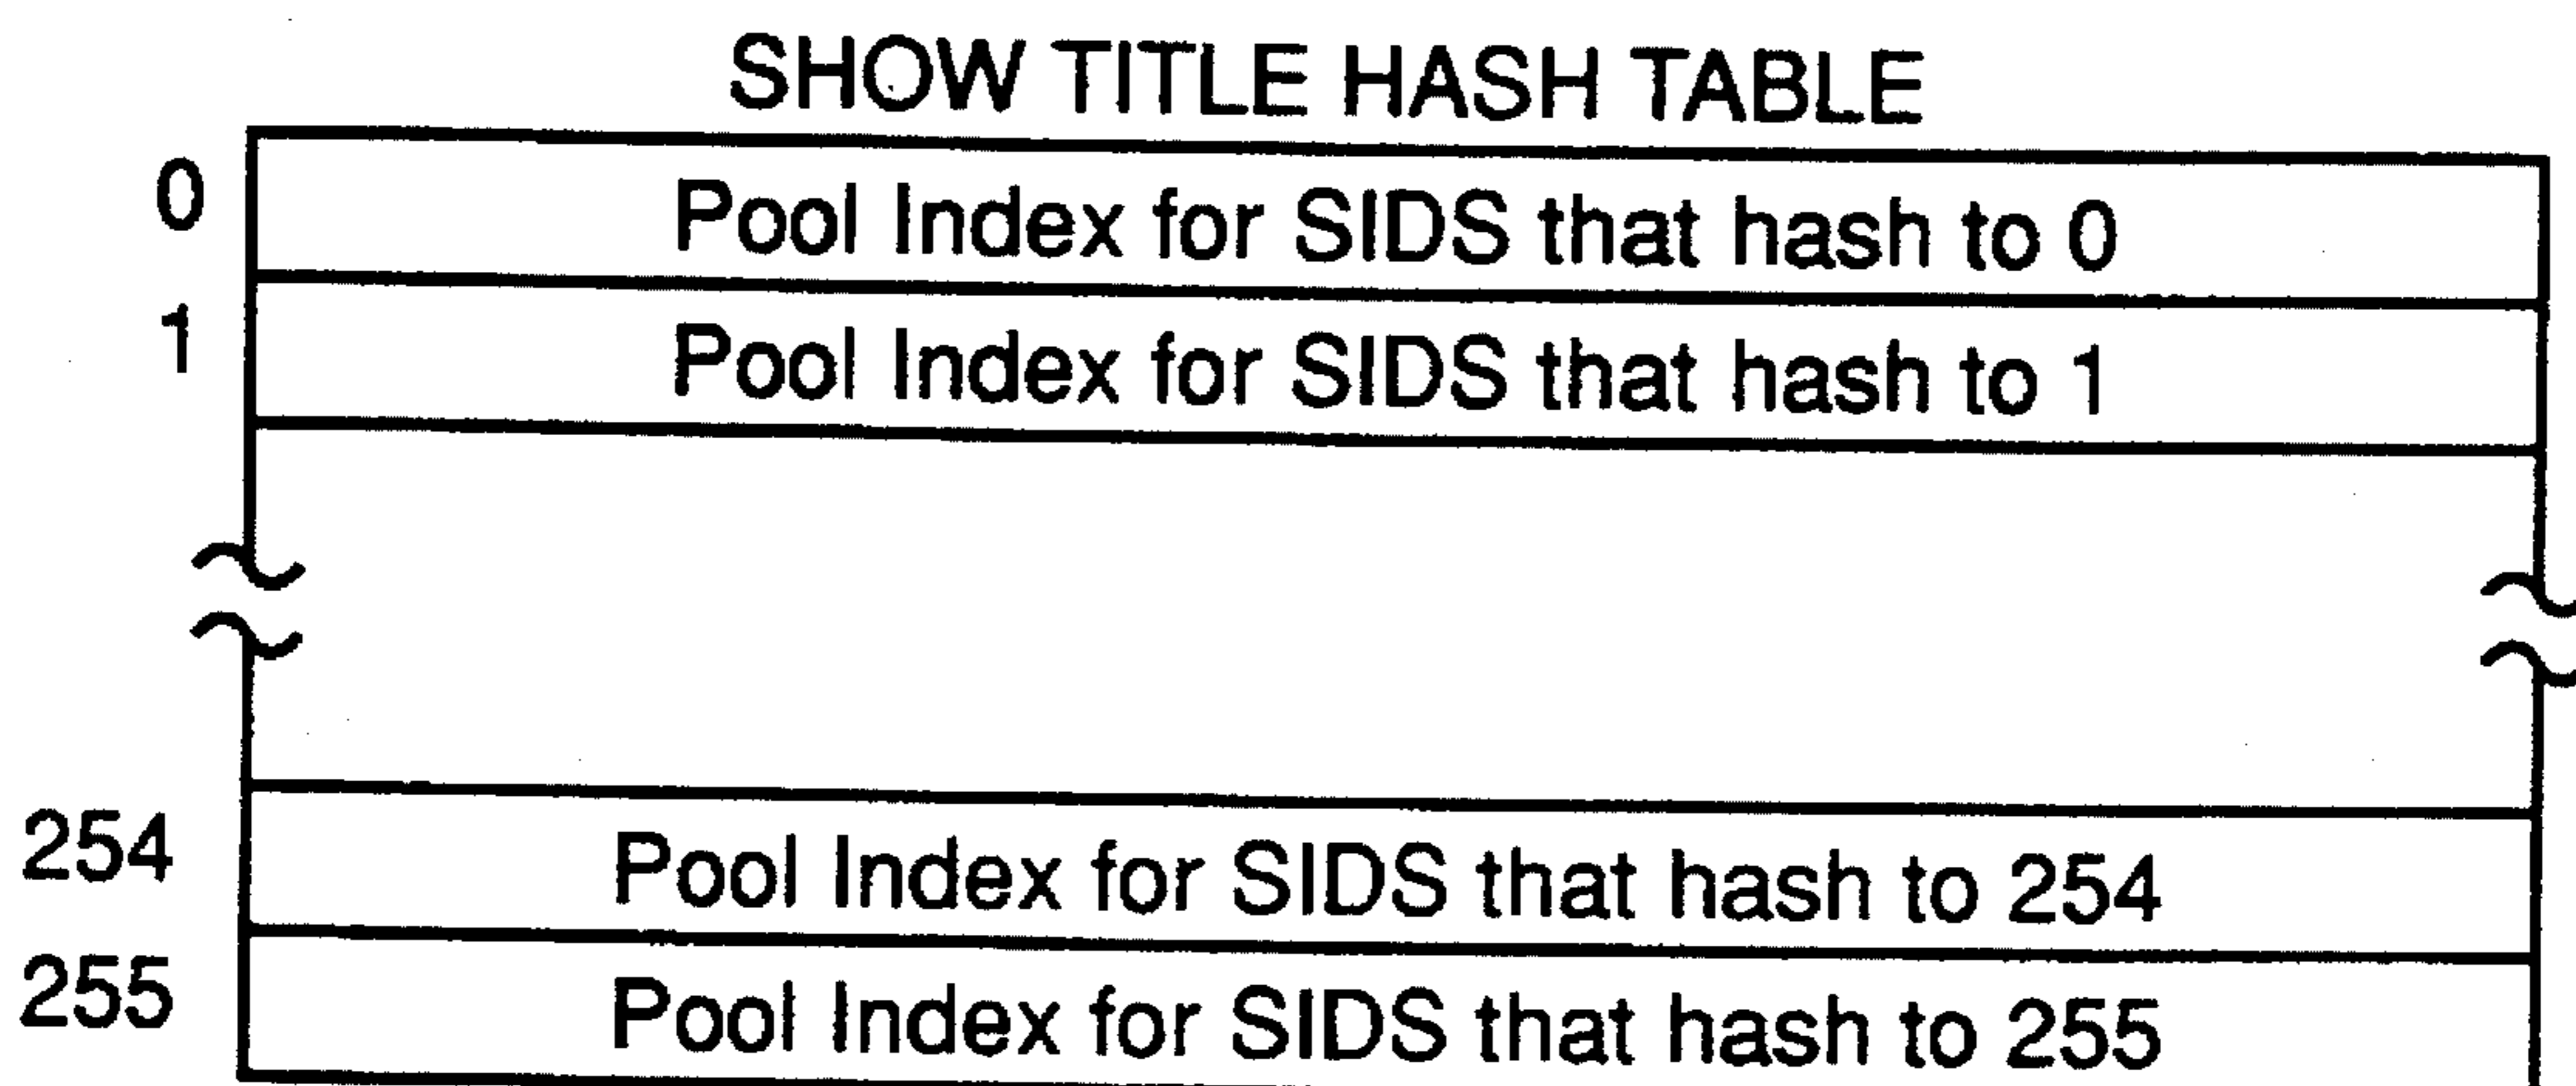 SHOW TITLE HASH TABLE
0 Pool Index for SIDS that hash to 0
1 Pool Index for SIDS that hash to 1
254 Pool Index for SIDS that hash to 254
255 Pool Index for SIDS that hash to 255